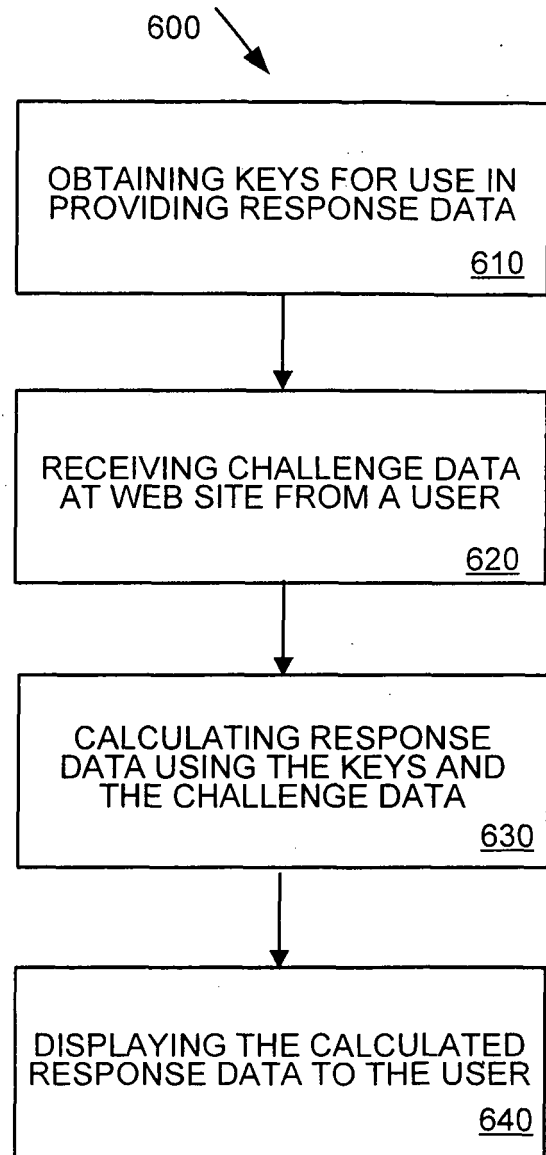 600
OBTAINING KEYS FOR USE IN
PROVIDING RESPONSE DATA
610
RECEIVING CHALLENGE DATA
AT WEB SITE FROM A USER
620
CALCULATING RESPONSE
DATA USING THE KEYS AND
THE CHALLENGE DATA
630
DISPLAYING THE CALCULATED
RESPONSE DATA TO THE USER
640